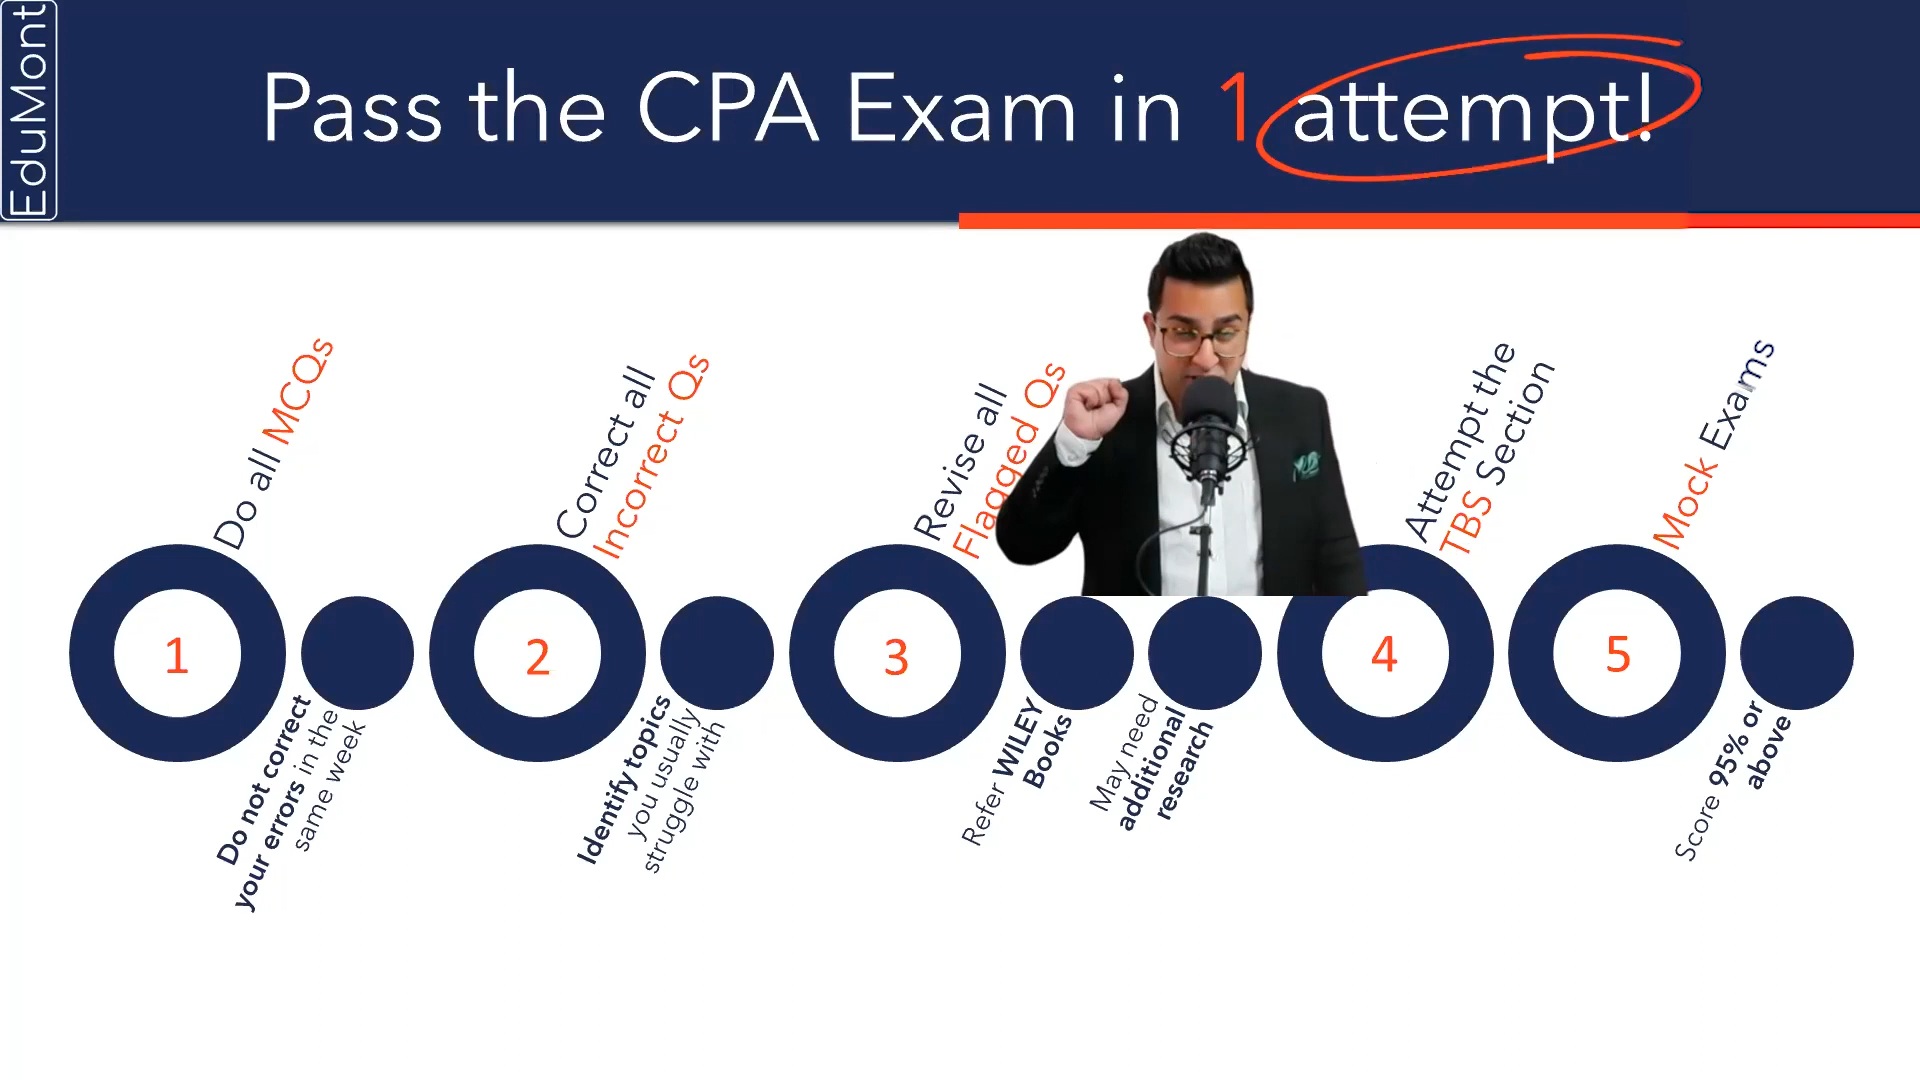 EduMont
Pass the CPA Exam in 1 attempt!
Do all MCQs
Correct all
Incorrect Qs
Revise all
Flagged Qs
Attempt the
TBS Section
Mock Exams
1
2
3
4
5
Do not correct
your errors in the
same week
Identify topics
you usually
struggle with
Refer WILEY
Books
May need
additional
research
Score 95% or
above